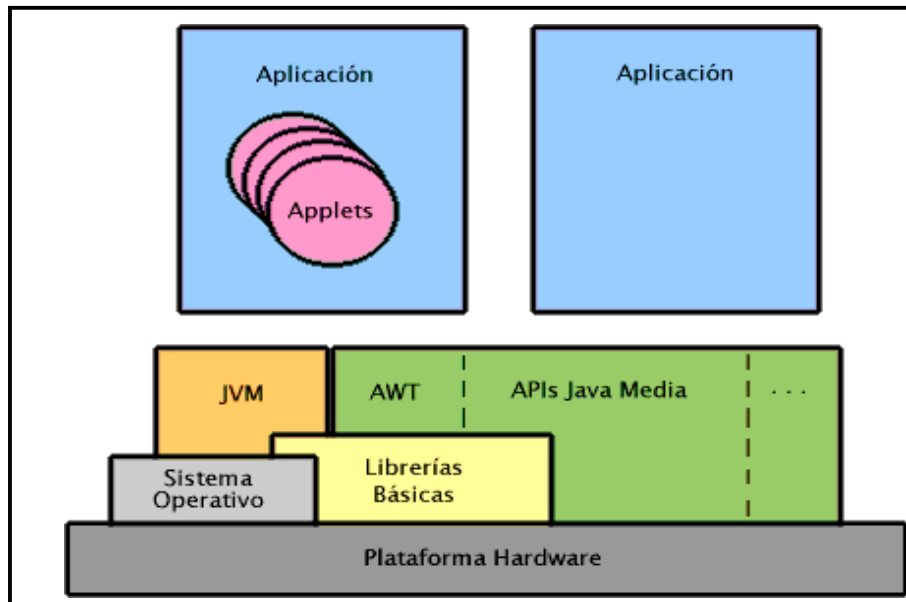 Aplicación
Aplicación
Applets
JVM
AWT
APIs Java Media
. . .
Librerías
Básicas
Sistema
Operativo
Plataforma Hardware